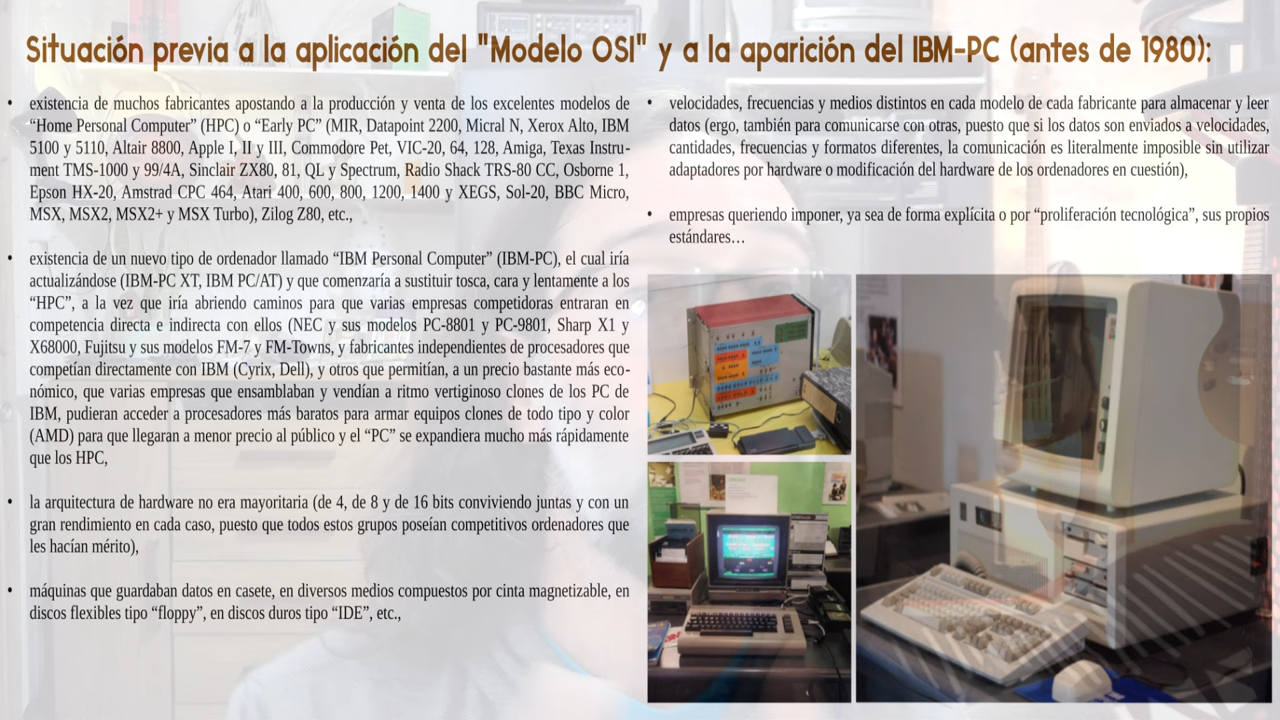 Situación previa a la aplicación del "Modelo OSI" y a la aparición del IBM-PC (antes de 1980):
• existencia de muchos fabricantes apostando a la producción y venta de los excelentes modelos de
“Home Personal Computer” (HPC) o “Early PC” (MIR, Datapoint 2200, Micral N, Xerox Alto, IBM
5100 y 5110, Altair 8800, Apple I, II y III, Commodore Pet, VIC-20, 64, 128, Amiga, Texas Instru-
ment TMS-1000 y 99/4A, Sinclair ZX80, 81, QL y Spectrum, Radio Shack TRS-80 CC, Osborne 1,
Epson HX-20, Amstrad CPC 464, Atari 400, 600, 800, 1200, 1400 y XEGS, Sol-20, BBC Micro,
MSX, MSX2, MSX2+ y MSX Turbo), Zilog Z80, etc.,
• existencia de un nuevo tipo de ordenador llamado “IBM Personal Computer” (IBM-PC), el cual iría
actualizándose (IBM-PC XT, IBM PC/AT) y que comenzaría a sustituir tosca, cara y lentamente a los
“HPC”, a la vez que iría abriendo caminos para que varias empresas competidoras entraran en
competencia directa e indirecta con ellos (NEC y sus modelos PC-8801 y PC-9801, Sharp X1 y
X68000, Fujitsu y sus modelos FM-7 y FM-Towns, y fabricantes independientes de procesadores que
competían directamente con IBM (Cyrix, Dell), y otros que permitían, a un precio bastante más eco-
nómico, que varias empresas que ensamblaban y vendían a ritmo vertiginoso clones de los PC de
IBM, pudieran acceder a procesadores más baratos para armar equipos clones de todo tipo y color
(AMD) para que llegaran a menor precio al público y el “PC” se expandiera mucho más rápidamente
que los HPC,
• la arquitectura de hardware no era mayoritaria (de 4, de 8 y de 16 bits conviviendo juntas y con un
gran rendimiento en cada caso, puesto que todos estos grupos poseían competitivos ordenadores que
les hacían mérito),
• máquinas que guardaban datos en casete, en diversos medios compuestos por cinta magnetizable, en
discos flexibles tipo “floppy”, en discos duros tipo “IDE”, etc.,
• velocidades, frecuencias y medios distintos en cada modelo de cada fabricante para almacenar y leer
datos (ergo, también para comunicarse con otras, puesto que si los datos son enviados a velocidades,
cantidades, frecuencias y formatos diferentes, la comunicación es literalmente imposible sin utilizar
adaptadores por hardware o modificación del hardware de los ordenadores en cuestión),
• empresas queriendo imponer, ya sea de forma explícita o por “proliferación tecnológica”, sus propios
estándares…